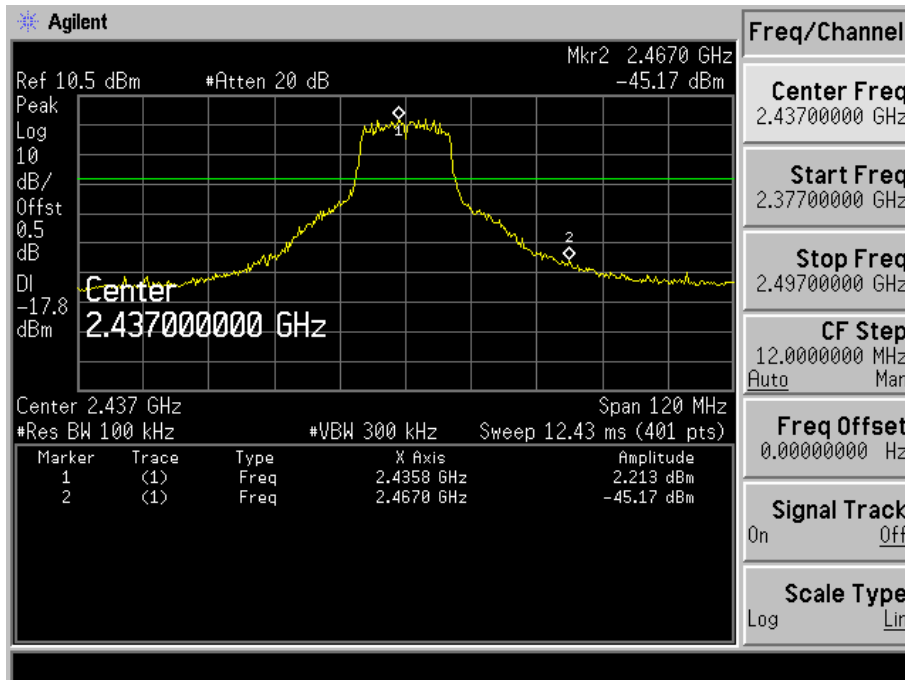 Agilent
Mkr2 2.4670 GHz
Ref 10.5 dBm #Atten 20 dB -45.17 dBm
Peak
Log
10
dB/
Offst
0.5
dB
DI
-17.8
dBm
1
2
Center
2.437000000 GHz
Center 2.437 GHz Span 120 MHz
#Res BW 100 kHz #VBW 300 kHz Sweep 12.43 ms (401 pts)
Marker Trace Type X Axis Amplitude
1 (1) Freq 2.4358 GHz 2.213 dBm
2 (1) Freq 2.4670 GHz -45.17 dBm
Freq/Channel
Center Freq
2.43700000 GHz
Start Freq
2.37700000 GHz
Stop Freq
2.49700000 GHz
CF Step
12.0000000 MHz
Auto Man
Freq Offset
0.00000000 Hz
Signal Track
On Off
Scale Type
Log Lin